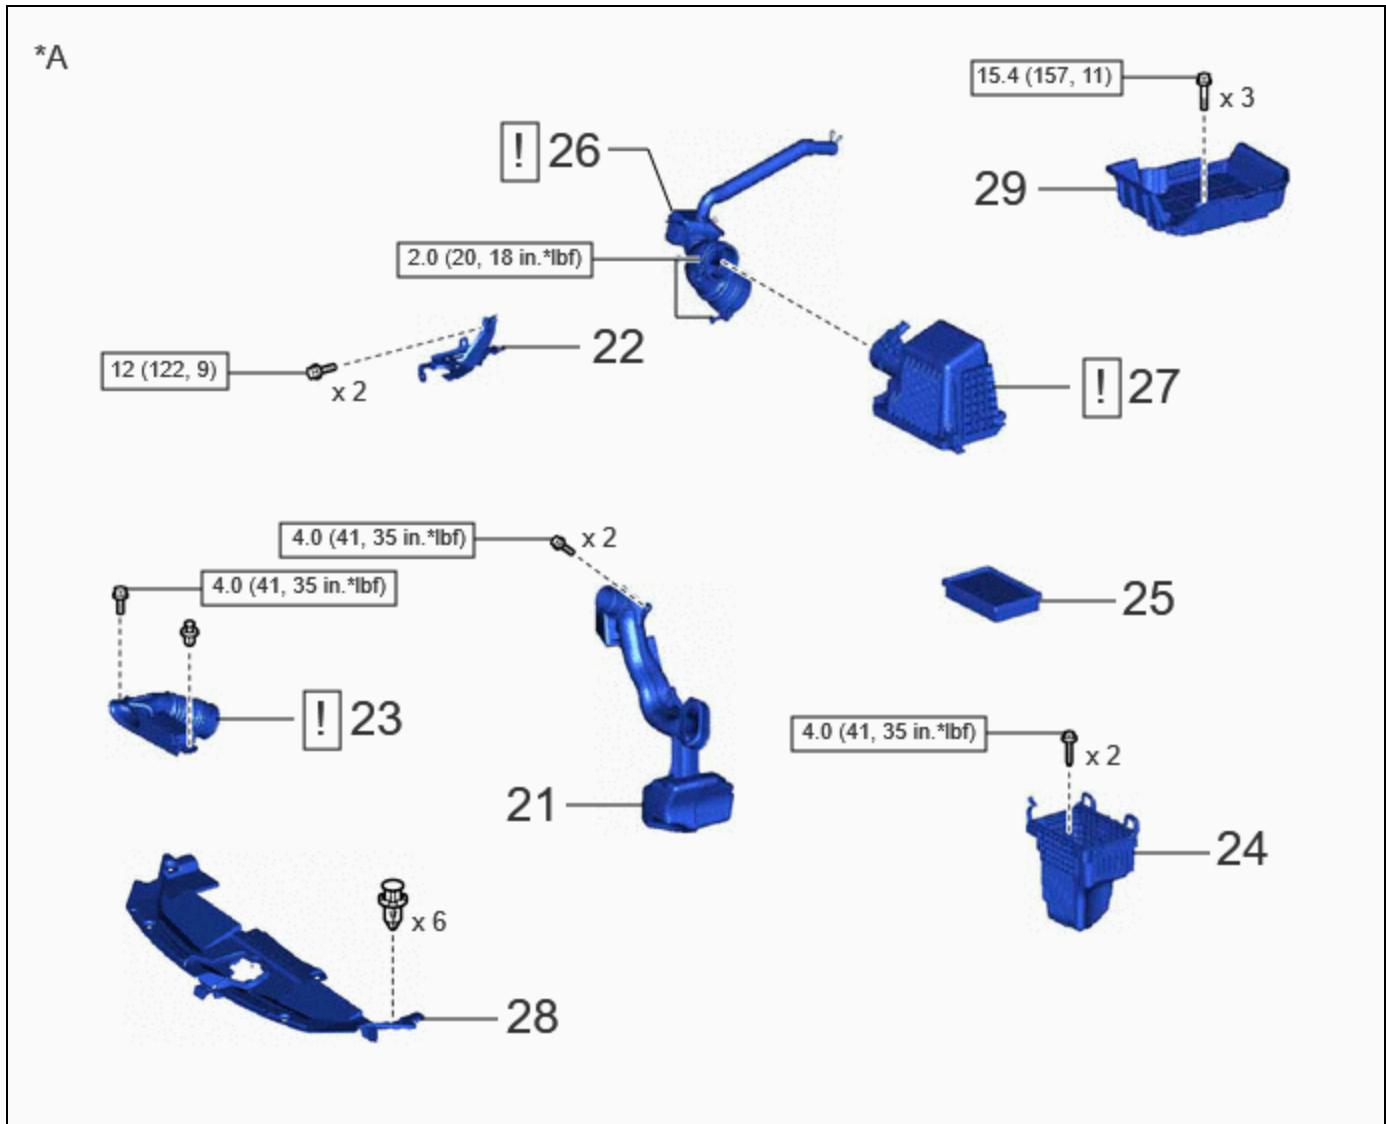 *A
15.4 (157, 11)
x 3
! 26
29
2.0 (20, 18 in.*lbf)
22
12 (122, 9)
x 2
! 27
4.0 (41, 35 in.*lbf)
x 2
4.0 (41, 35 in.*lbf)
25
! 23
4.0 (41, 35 in.*lbf)
x 2
21
24
x 6
28